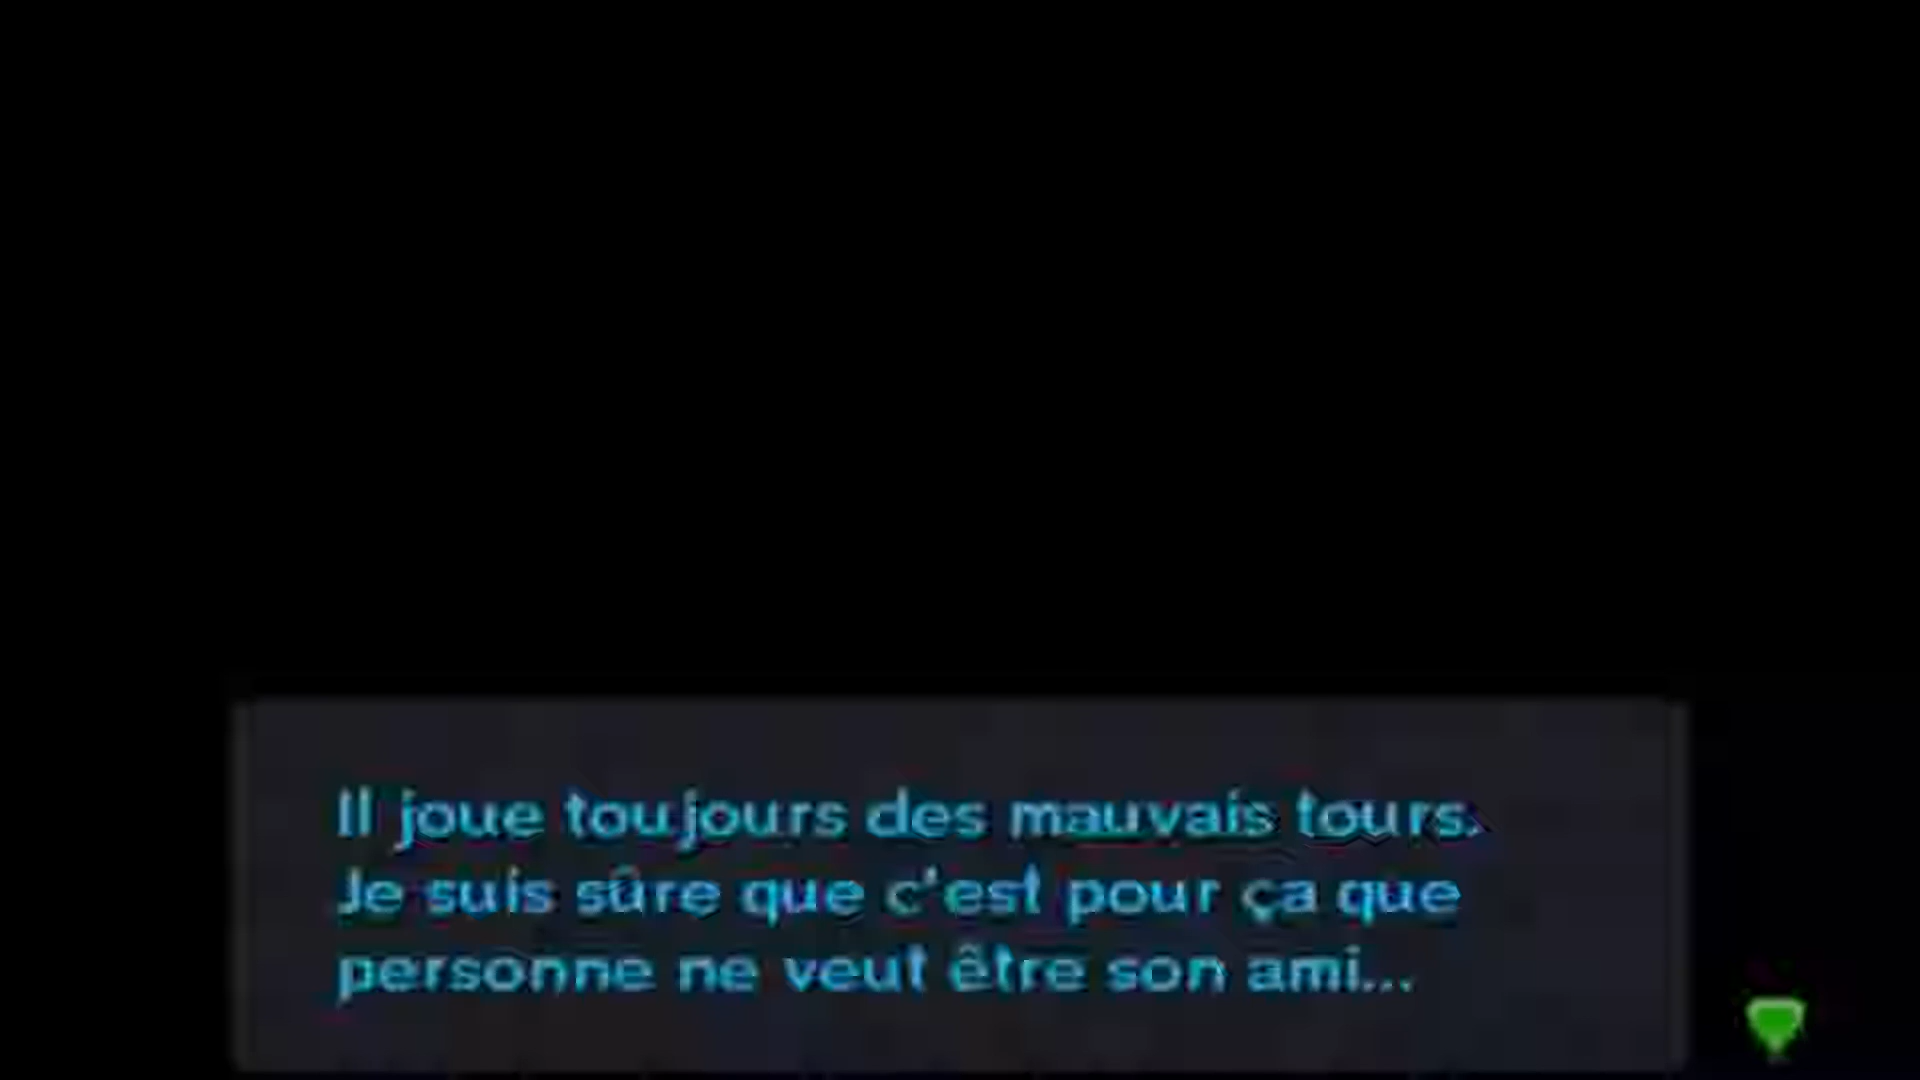 Il joue toujours des mauvais tours.
Je suis sûre que c'est pour ça que
personne ne veut être son ami...